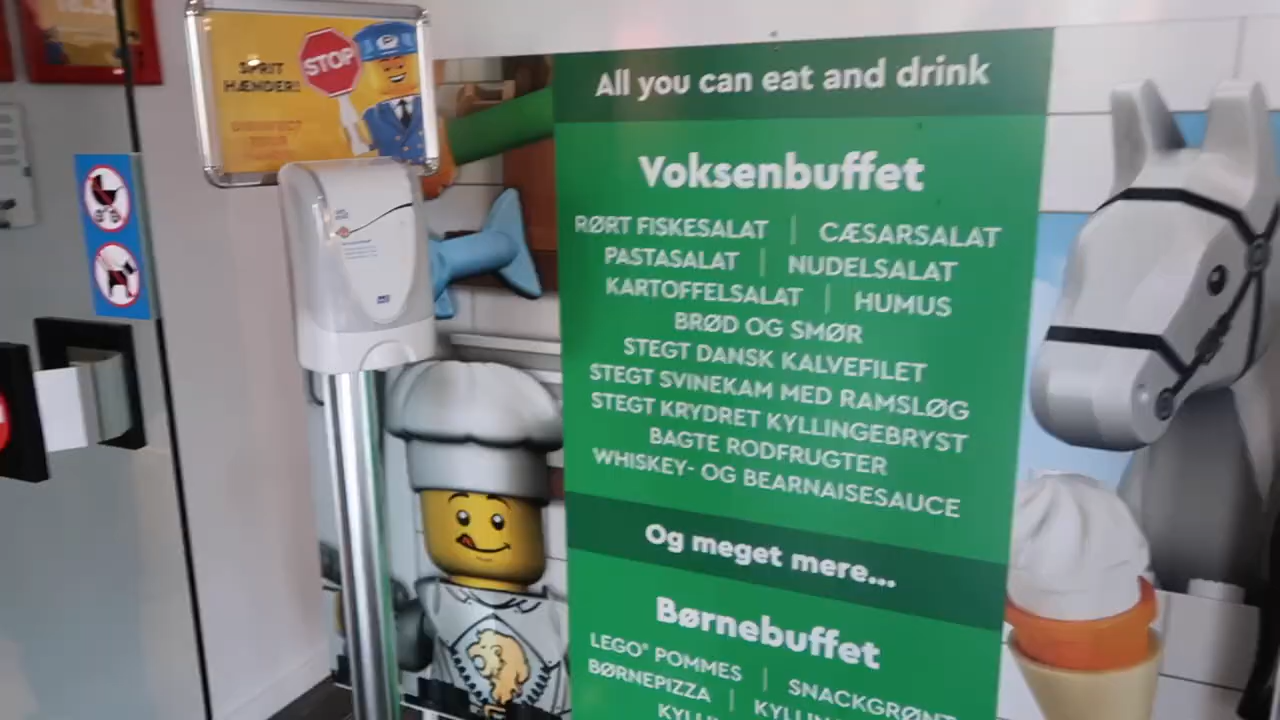 SPRIT
HÆNDER!
STOP
All you can eat and drink
Voksenbuffet
RØRT FISKESALAT | CÆSARSALAT
PASTASALAT | NUDELSALAT
KARTOFFELSALAT | HUMUS
BRØD OG SMØR
STEGT DANSK KALVEFILET
STEGT SVINEKAM MED RAMSLØG
STEGT KRYDRET KYLLINGEBRYST
BAGTE RODFRUGTER
WHISKEY- OG BEARNAISESAUCE
Og meget mere...
Børnebuffet
LEGO® POMMES | SNACKGRØNT
BØRNEPIZZA |